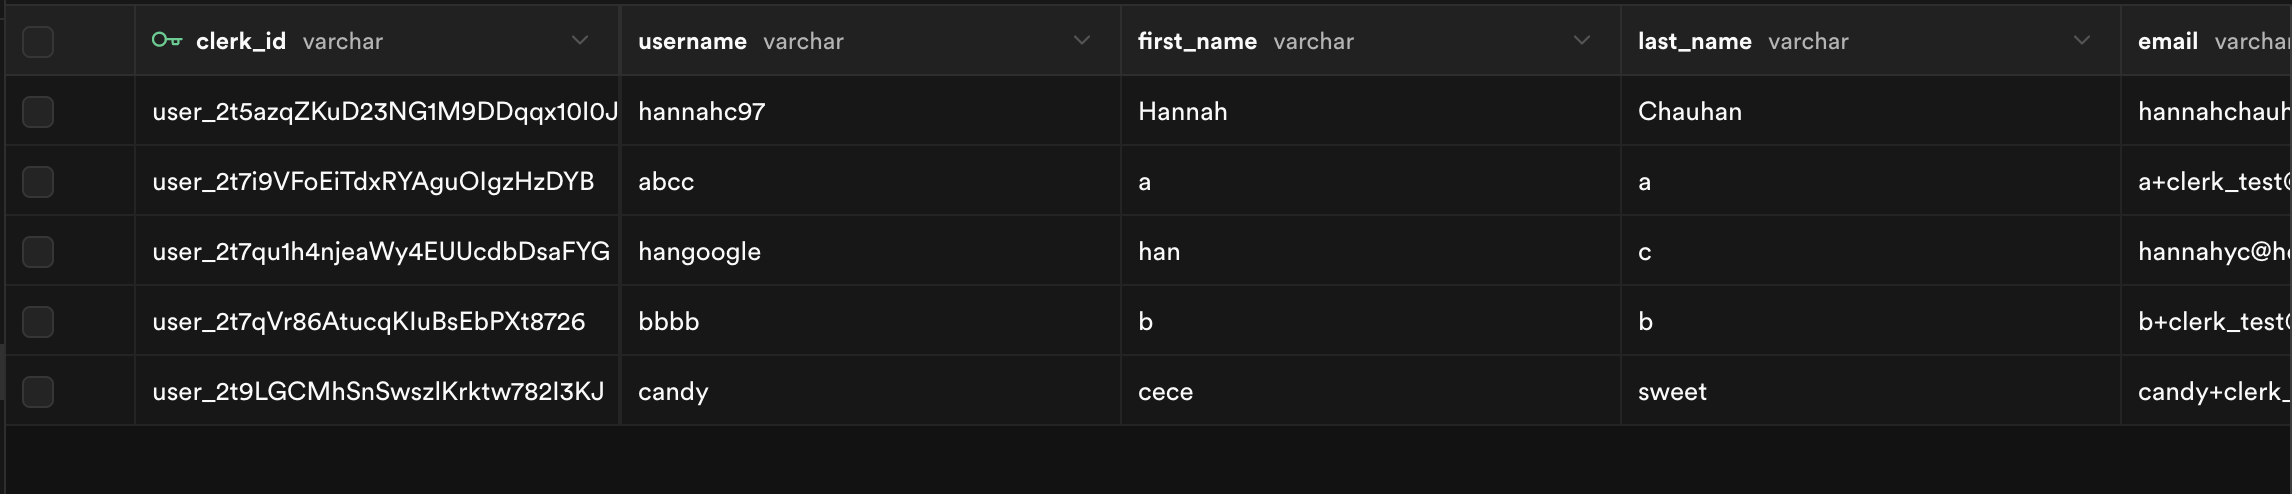 clerk_id varchar username varchar first_name varchar last_name varchar email varchar
user_2t5azqZKuD23NG1M9DDqqx10I0J hannahc97 Hannah Chauhan hannahchauh
user_2t7i9VFoEiTdxRYAguOIgzHzDYB abcc a a a+clerk_test@
user_2t7qu1h4njeaWy4EUUcdbDsaFYG hangoogle han c hannahyc@h
user_2t7qVr86AtucqKIuBsEbPXt8726 bbbb b b b+clerk_test@
user_2t9LGCMhSnSwszlKrktw782I3KJ candy cece sweet candy+clerk_